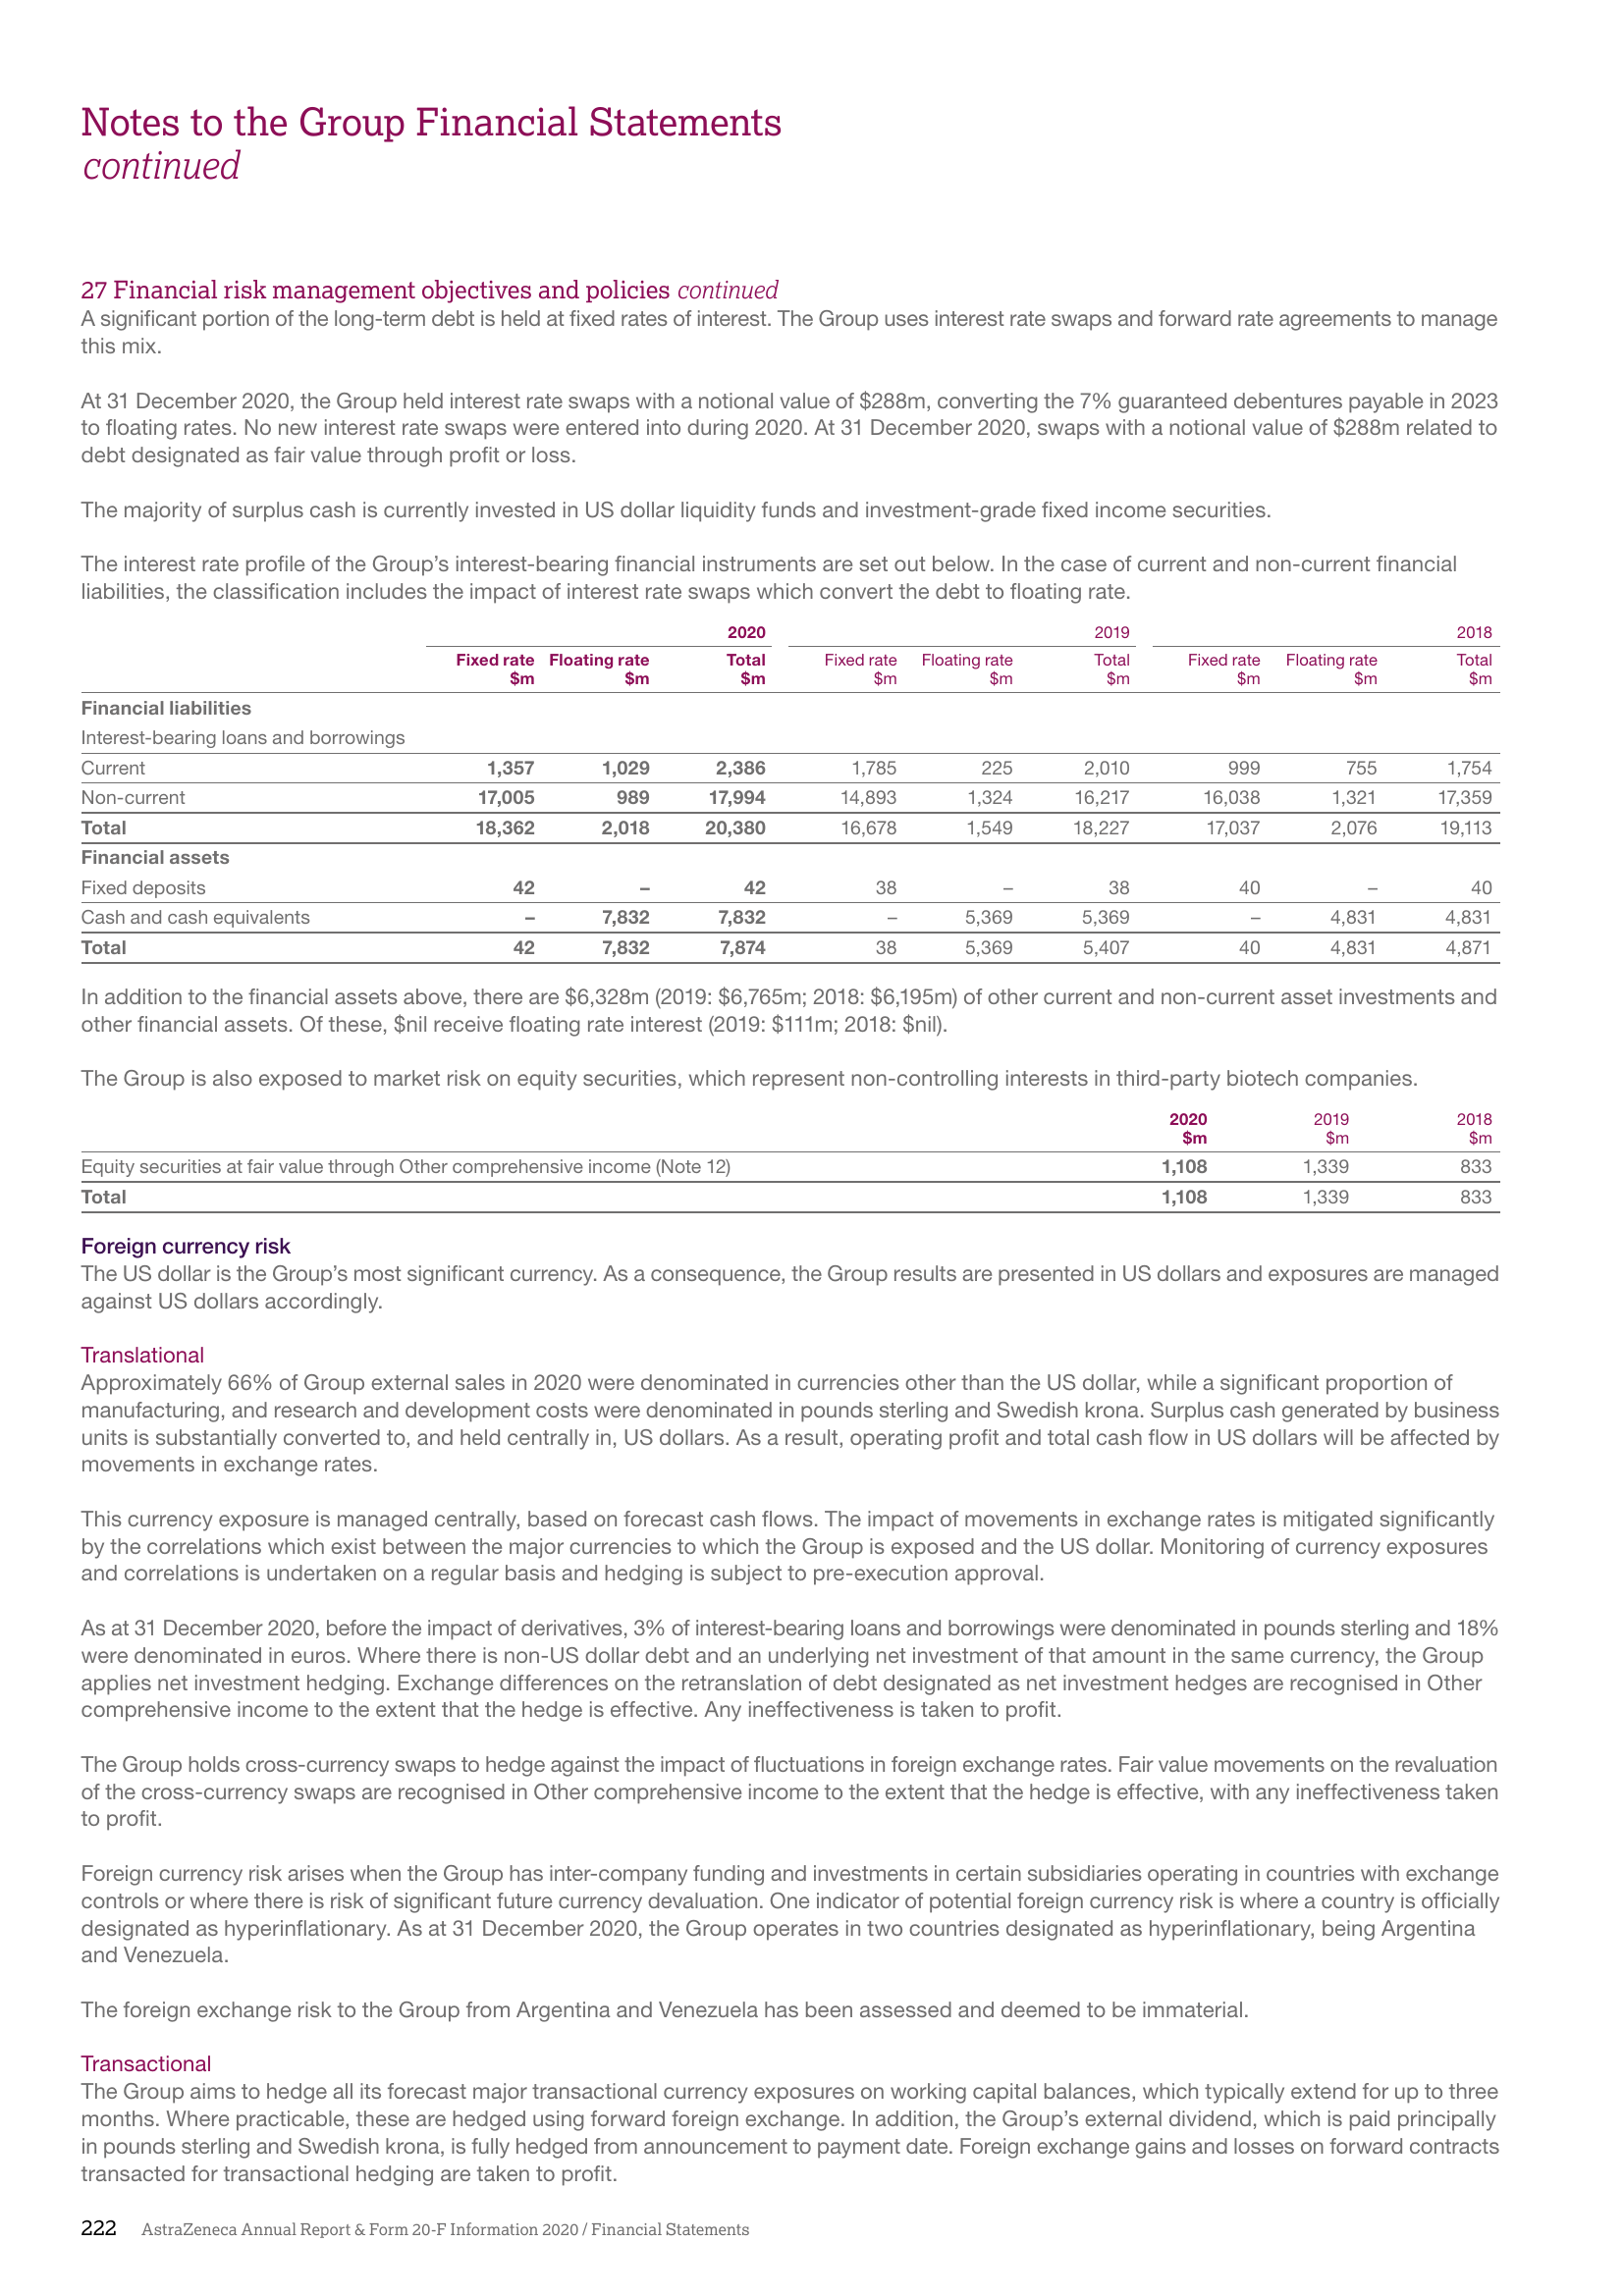 Notes to the Group Financial Statements
continued
27 Financial risk management objectives and policies continued
A significant portion of the long-term debt is held at fixed rates of interest. The Group uses interest rate swaps and forward rate agreements to manage
this mix.
At 31 December 2020, the Group held interest rate swaps with a notional value of $288m, converting the 7% guaranteed debentures payable in 2023
to floating rates. No new interest rate swaps were entered into during 2020. At 31 December 2020, swaps with a notional value of $288m related to
debt designated as fair value through profit or loss.
The majority of surplus cash is currently invested in US dollar liquidity funds and investment-grade fixed income securities.
The interest rate profile of the Group’s interest-bearing financial instruments are set out below. In the case of current and non-current financial
liabilities, the classification includes the impact of interest rate swaps which convert the debt to floating rate.
2020 2019 2018
Fixed rate Floating rate Total Fixed rate Floating rate Total Fixed rate Floating rate Total
$m $m $m $m $m $m $m $m $m
Financial liabilities
Interest-bearing loans and borrowings
Current 1,357 1,029 2,386 1,785 225 2,010 999 755 1,754
Non-current 17,005 989 17,994 14,893 1,324 16,217 16,038 1,321 17,359
Total 18,362 2,018 20,380 16,678 1,549 18,227 17,037 2,076 19,113
Financial assets
Fixed deposits 42 – 42 38 – 38 40 – 40
Cash and cash equivalents – 7,832 7,832 – 5,369 5,369 – 4,831 4,831
Total 42 7,832 7,874 38 5,369 5,407 40 4,831 4,871
In addition to the financial assets above, there are $6,328m (2019: $6,765m; 2018: $6,195m) of other current and non-current asset investments and
other financial assets. Of these, $nil receive floating rate interest (2019: $111m; 2018: $nil).
The Group is also exposed to market risk on equity securities, which represent non-controlling interests in third-party biotech companies.
2020 2019 2018
$m $m $m
Equity securities at fair value through Other comprehensive income (Note 12) 1,108 1,339 833
Total 1,108 1,339 833
Foreign currency risk
The US dollar is the Group’s most significant currency. As a consequence, the Group results are presented in US dollars and exposures are managed
against US dollars accordingly.
Translational
Approximately 66% of Group external sales in 2020 were denominated in currencies other than the US dollar, while a significant proportion of
manufacturing, and research and development costs were denominated in pounds sterling and Swedish krona. Surplus cash generated by business
units is substantially converted to, and held centrally in, US dollars. As a result, operating profit and total cash flow in US dollars will be affected by
movements in exchange rates.
This currency exposure is managed centrally, based on forecast cash flows. The impact of movements in exchange rates is mitigated significantly
by the correlations which exist between the major currencies to which the Group is exposed and the US dollar. Monitoring of currency exposures
and correlations is undertaken on a regular basis and hedging is subject to pre-execution approval.
As at 31 December 2020, before the impact of derivatives, 3% of interest-bearing loans and borrowings were denominated in pounds sterling and 18%
were denominated in euros. Where there is non-US dollar debt and an underlying net investment of that amount in the same currency, the Group
applies net investment hedging. Exchange differences on the retranslation of debt designated as net investment hedges are recognised in Other
comprehensive income to the extent that the hedge is effective. Any ineffectiveness is taken to profit.
The Group holds cross-currency swaps to hedge against the impact of fluctuations in foreign exchange rates. Fair value movements on the revaluation
of the cross-currency swaps are recognised in Other comprehensive income to the extent that the hedge is effective, with any ineffectiveness taken
to profit.
Foreign currency risk arises when the Group has inter-company funding and investments in certain subsidiaries operating in countries with exchange
controls or where there is risk of significant future currency devaluation. One indicator of potential foreign currency risk is where a country is officially
designated as hyperinflationary. As at 31 December 2020, the Group operates in two countries designated as hyperinflationary, being Argentina
and Venezuela.
The foreign exchange risk to the Group from Argentina and Venezuela has been assessed and deemed to be immaterial.
Transactional
The Group aims to hedge all its forecast major transactional currency exposures on working capital balances, which typically extend for up to three
months. Where practicable, these are hedged using forward foreign exchange. In addition, the Group’s external dividend, which is paid principally
in pounds sterling and Swedish krona, is fully hedged from announcement to payment date. Foreign exchange gains and losses on forward contracts
transacted for transactional hedging are taken to profit.
222 AstraZeneca Annual Report & Form 20-F Information 2020 / Financial Statements